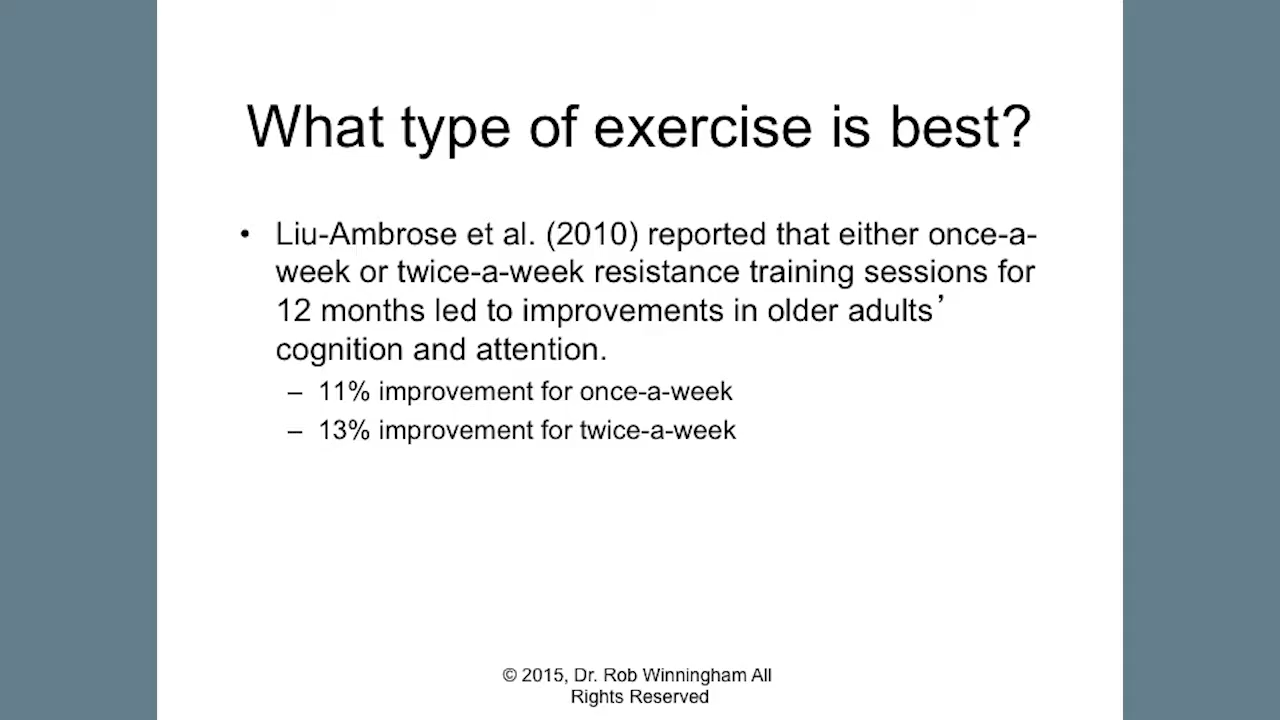 What type of exercise is best?
• Liu-Ambrose et al. (2010) reported that either once-a-
week or twice-a-week resistance training sessions for
12 months led to improvements in older adults’
cognition and attention.
– 11% improvement for once-a-week
– 13% improvement for twice-a-week
© 2015, Dr. Rob Winningham All
Rights Reserved